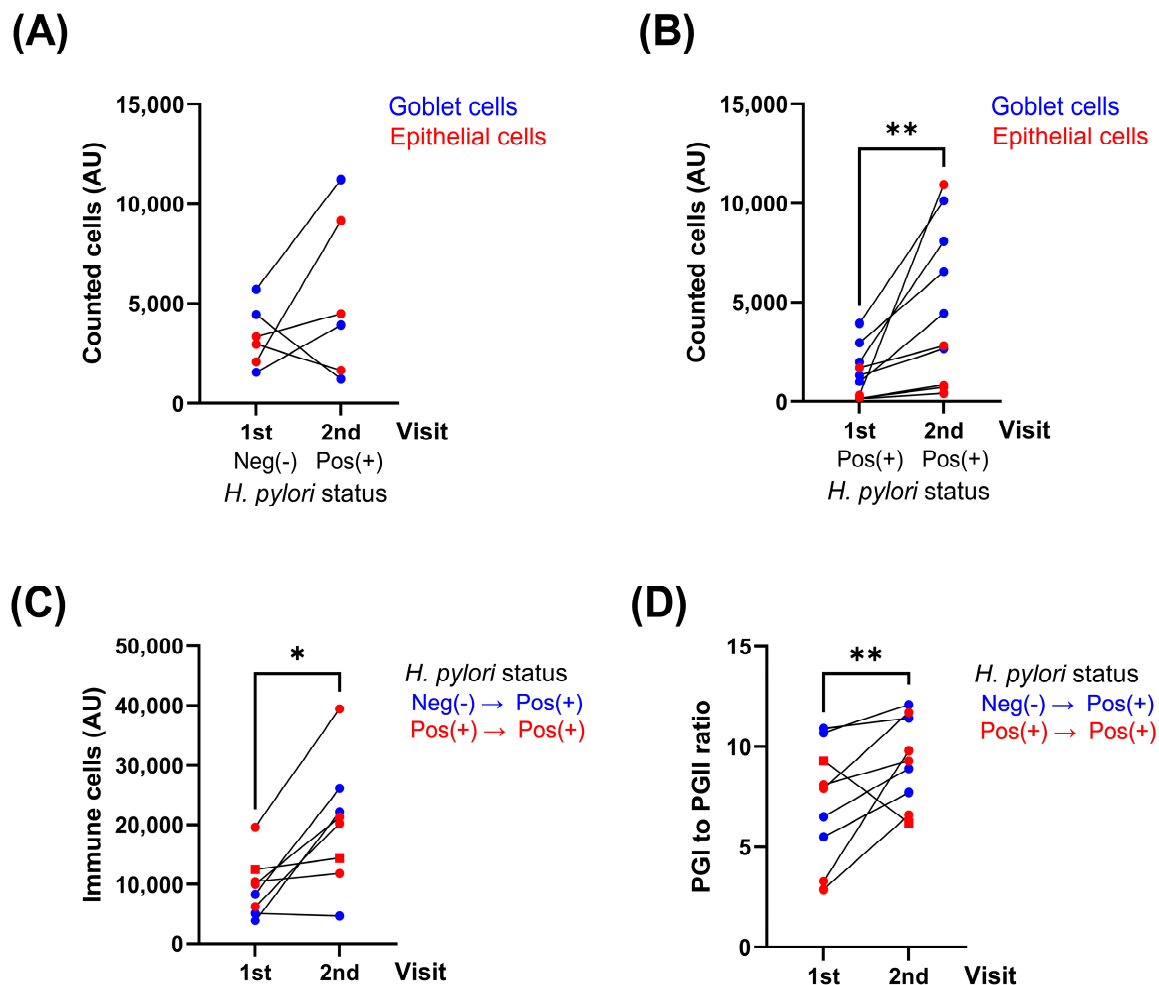 (A)
Counted cells (AU)
15,000
10,000
5,000
0
Goblet cells
Epithelial cells
1st 2nd Visit
Neg(-) Pos(+)
H. pylori status
(B)
Counted cells (AU)
15,000
10,000
5,000
0
**
Goblet cells
Epithelial cells
1st 2nd Visit
Pos(+) Pos(+)
H. pylori status
(C)
Immune cells (AU)
50,000
40,000
30,000
20,000
10,000
0
*
H. pylori status
Neg(-) → Pos(+)
Pos(+) → Pos(+)
1st 2nd Visit
(D)
PGI to PGII ratio
15
10
5
0
**
H. pylori status
Neg(-) → Pos(+)
Pos(+) → Pos(+)
1st 2nd Visit